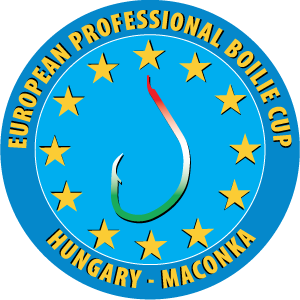 EUROPEAN PROFESSIONAL BOILIE CUP
HUNGARY - MACONKA